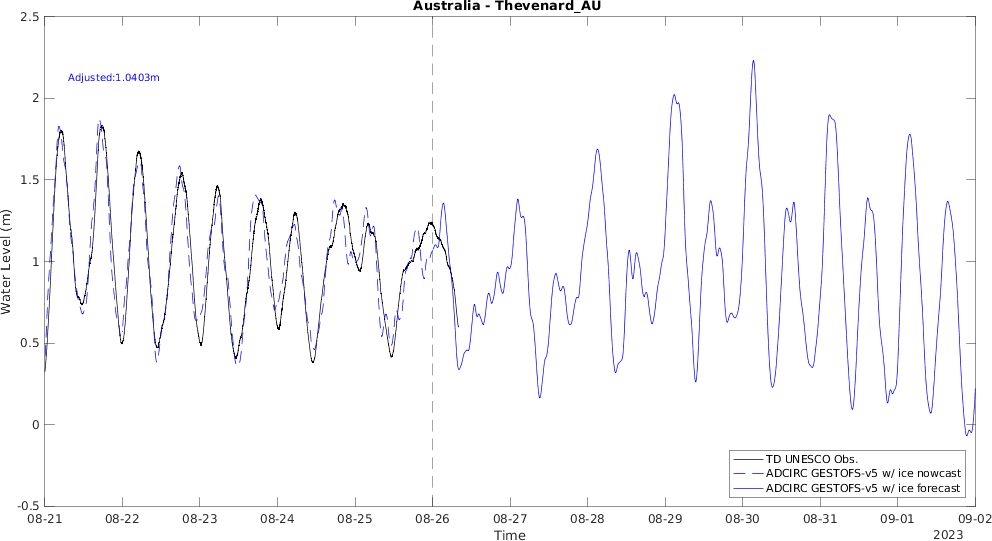 Australia - Thevenard_AU
2.5
2
1.5
1
0.5
0
-0.5
Water Level (m)
Adjusted:1.0403m
TD UNESCO Obs.
ADCIRC GESTOFS-v5 w/ ice nowcast
ADCIRC GESTOFS-v5 w/ ice forecast
08-21 08-22 08-23 08-24 08-25 08-26 08-27 08-28 08-29 08-30 08-31 09-01 09-02
Time
2023